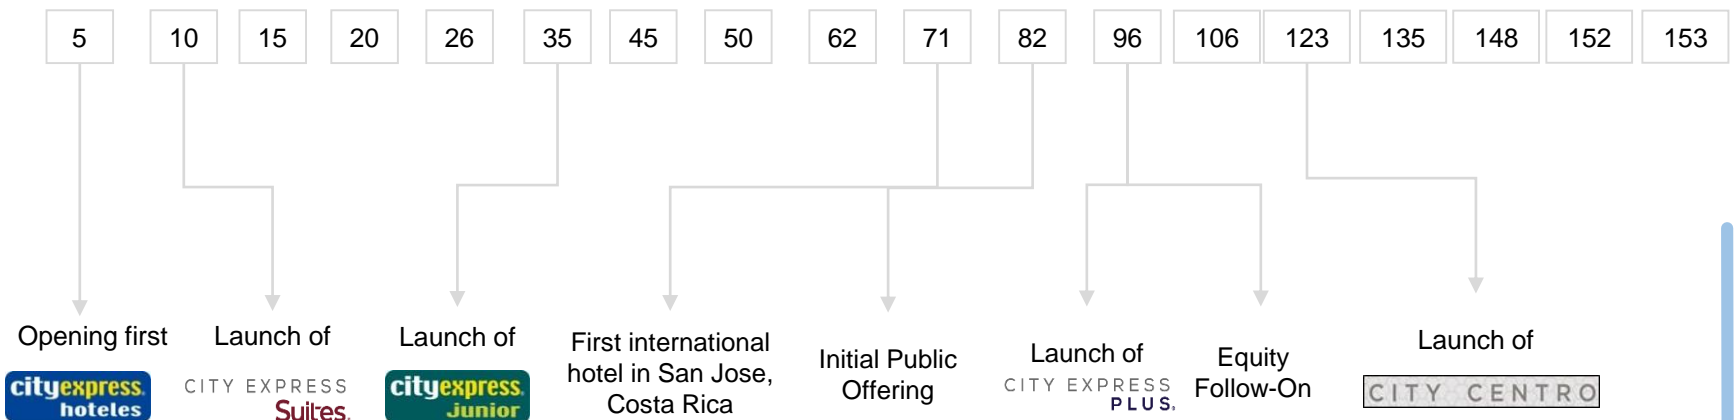 5 10 15 20 26 35 45 50 62 71 82 96 106 123 135 148 152 153
Opening first
cityexpress.
hoteles
Launch of
CITY EXPRESS
Suites.
Launch of
cityexpress.
Junior
First international
hotel in San Jose,
Costa Rica
Initial Public
Offering
Launch of
CITY EXPRESS
PLUS.
Equity
Follow-On
Launch of
CITY CENTRO